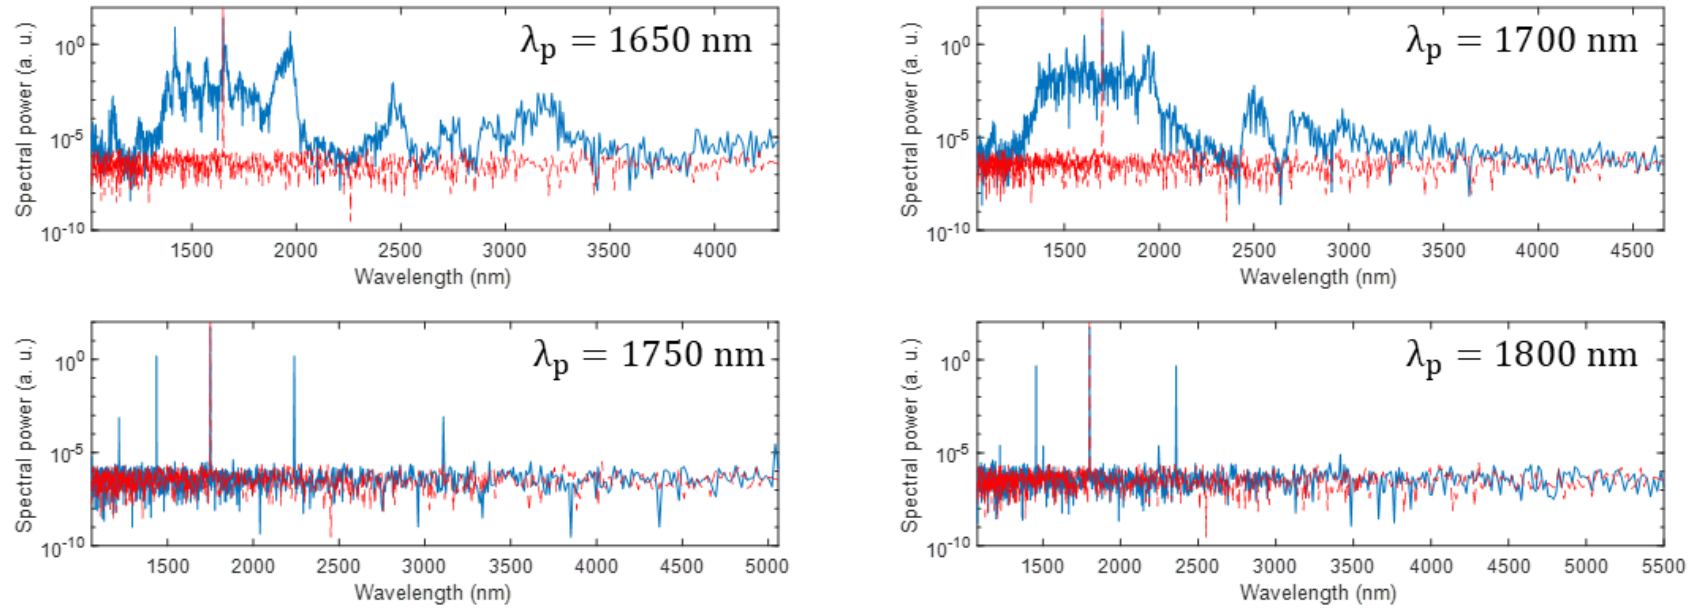 λp = 1650 nm
Spectral power (a. u.)
10^0
10^-5
10^-10
1500 2000 2500 3000 3500 4000
Wavelength (nm)
λp = 1700 nm
Spectral power (a. u.)
10^0
10^-5
10^-10
1500 2000 2500 3000 3500 4000 4500
Wavelength (nm)
λp = 1750 nm
Spectral power (a. u.)
10^0
10^-5
10^-10
1500 2000 2500 3000 3500 4000 4500 5000
Wavelength (nm)
λp = 1800 nm
Spectral power (a. u.)
10^0
10^-5
10^-10
1500 2000 2500 3000 3500 4000 4500 5000 5500
Wavelength (nm)